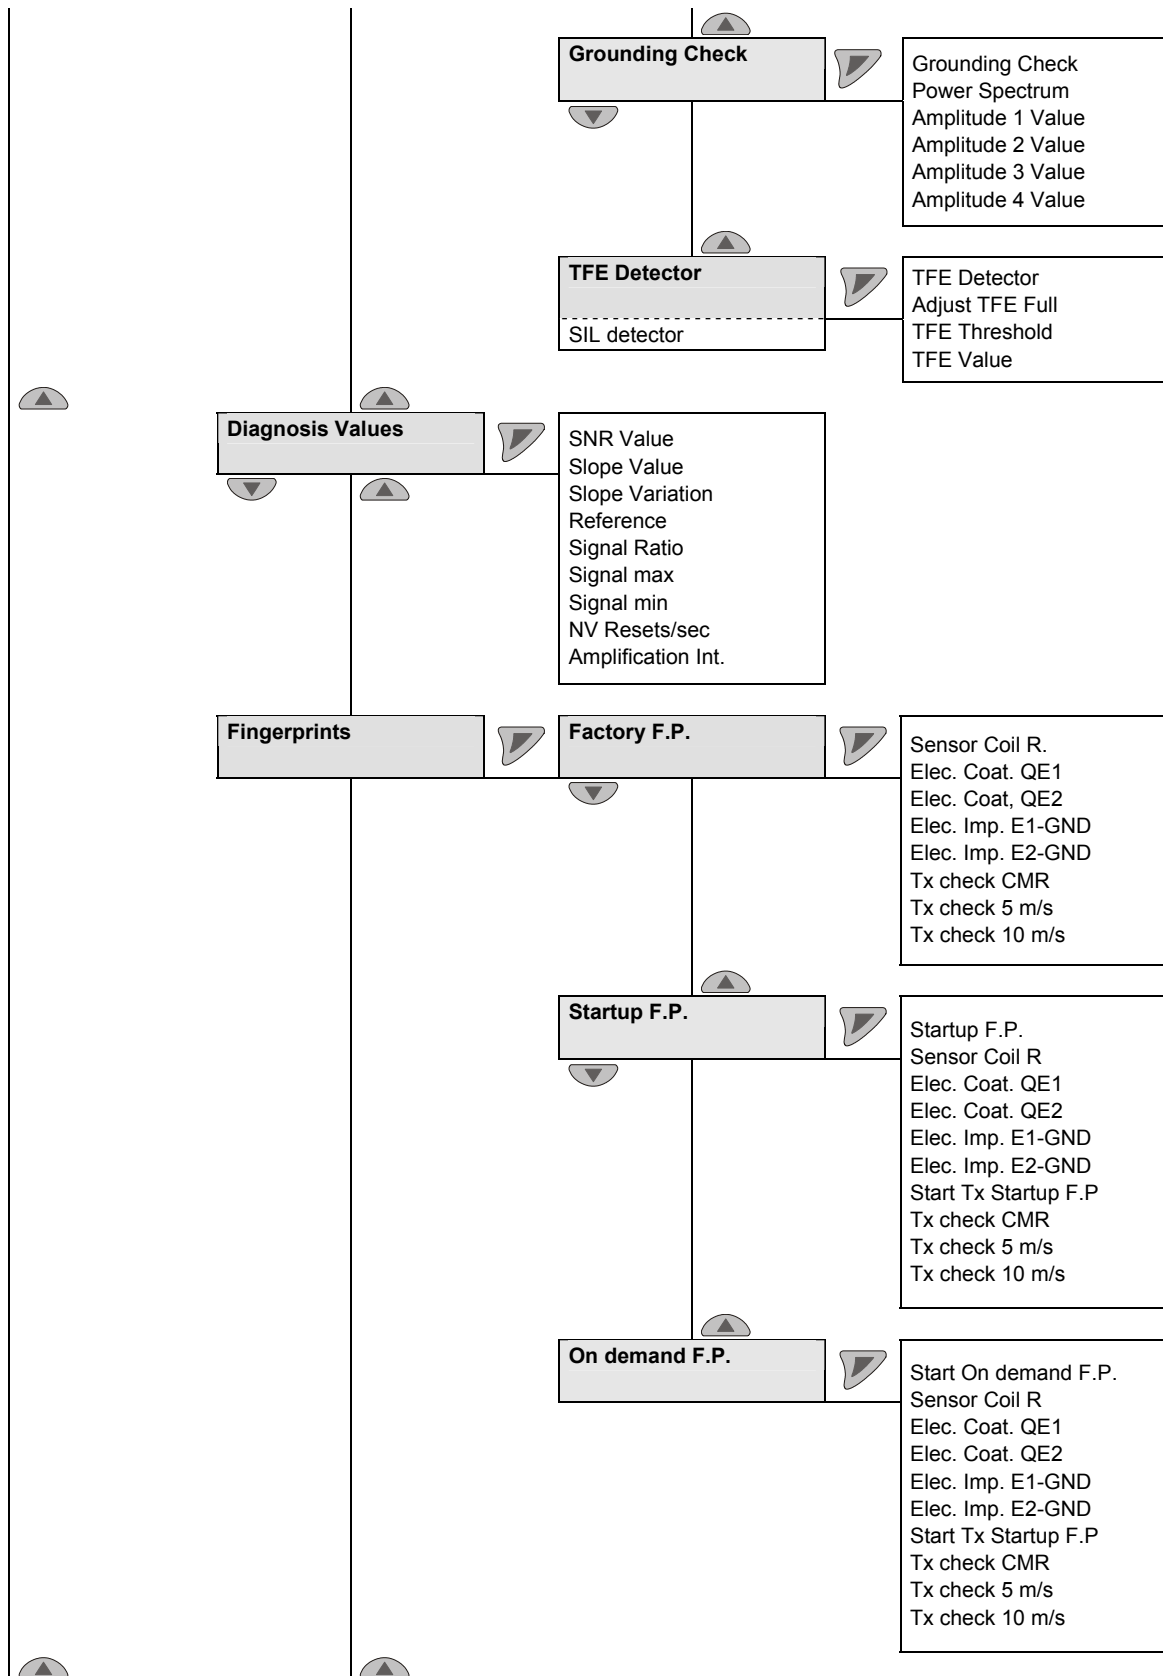 Grounding Check
Grounding Check
Power Spectrum
Amplitude 1 Value
Amplitude 2 Value
Amplitude 3 Value
Amplitude 4 Value
TFE Detector
SIL detector
TFE Detector
Adjust TFE Full
TFE Threshold
TFE Value
Diagnosis Values
SNR Value
Slope Value
Slope Variation
Reference
Signal Ratio
Signal max
Signal min
NV Resets/sec
Amplification Int.
Fingerprints
Factory F.P.
Sensor Coil R.
Elec. Coat. QE1
Elec. Coat, QE2
Elec. Imp. E1-GND
Elec. Imp. E2-GND
Tx check CMR
Tx check 5 m/s
Tx check 10 m/s
Startup F.P.
Startup F.P.
Sensor Coil R
Elec. Coat. QE1
Elec. Coat. QE2
Elec. Imp. E1-GND
Elec. Imp. E2-GND
Start Tx Startup F.P
Tx check CMR
Tx check 5 m/s
Tx check 10 m/s
On demand F.P.
Start On demand F.P.
Sensor Coil R
Elec. Coat. QE1
Elec. Coat. QE2
Elec. Imp. E1-GND
Elec. Imp. E2-GND
Start Tx Startup F.P
Tx check CMR
Tx check 5 m/s
Tx check 10 m/s